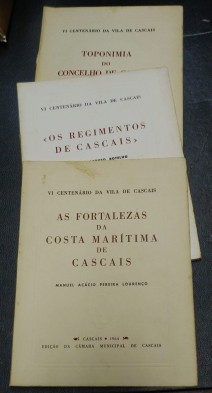 VI CENTENÁRIO DA VILA DE CASCAIS
TOPONIMIA
DO
CONCELHO DE
VI CENTENÁRIO DA VILA DE CASCAIS
«OS REGIMENTOS
DE CASCAIS»
VI CENTENÁRIO DA VILA DE CASCAIS
AS FORTALEZAS
DA
COSTA MARÍTIMA
DE
CASCAIS
MANUEL ACÁCIO PEREIRA LOURENÇO
CASCAIS • 1964
EDIÇÃO DA CÂMARA MUNICIPAL DE CASCAIS